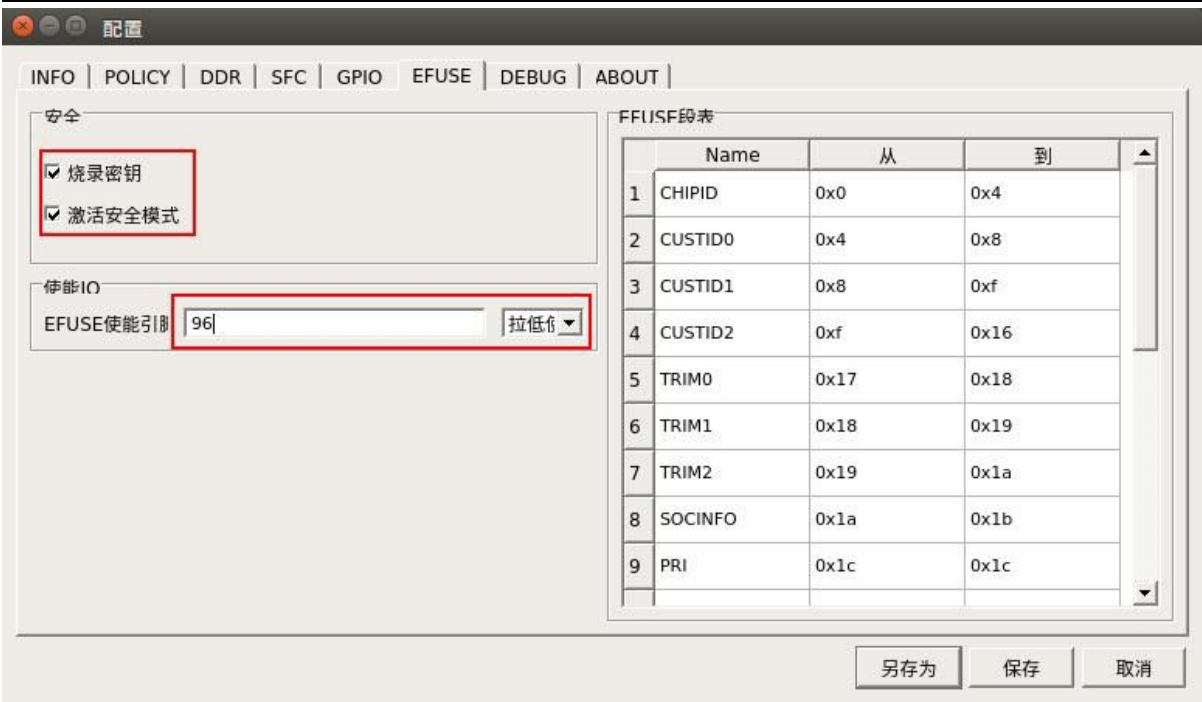 配置
INFO POLICY DDR SFC GPIO EFUSE DEBUG ABOUT
安全
烧录密钥
激活安全模式
使能IO
EFUSE使能引脚 96 拉低使
EFUSE段表
Name 从 到
1 CHIPID 0x0 0x4
2 CUSTID0 0x4 0x8
3 CUSTID1 0x8 0xf
4 CUSTID2 0xf 0x16
5 TRIM0 0x17 0x18
6 TRIM1 0x18 0x19
7 TRIM2 0x19 0x1a
8 SOCINFO 0x1a 0x1b
9 PRI 0x1c 0x1c
另存为 保存 取消